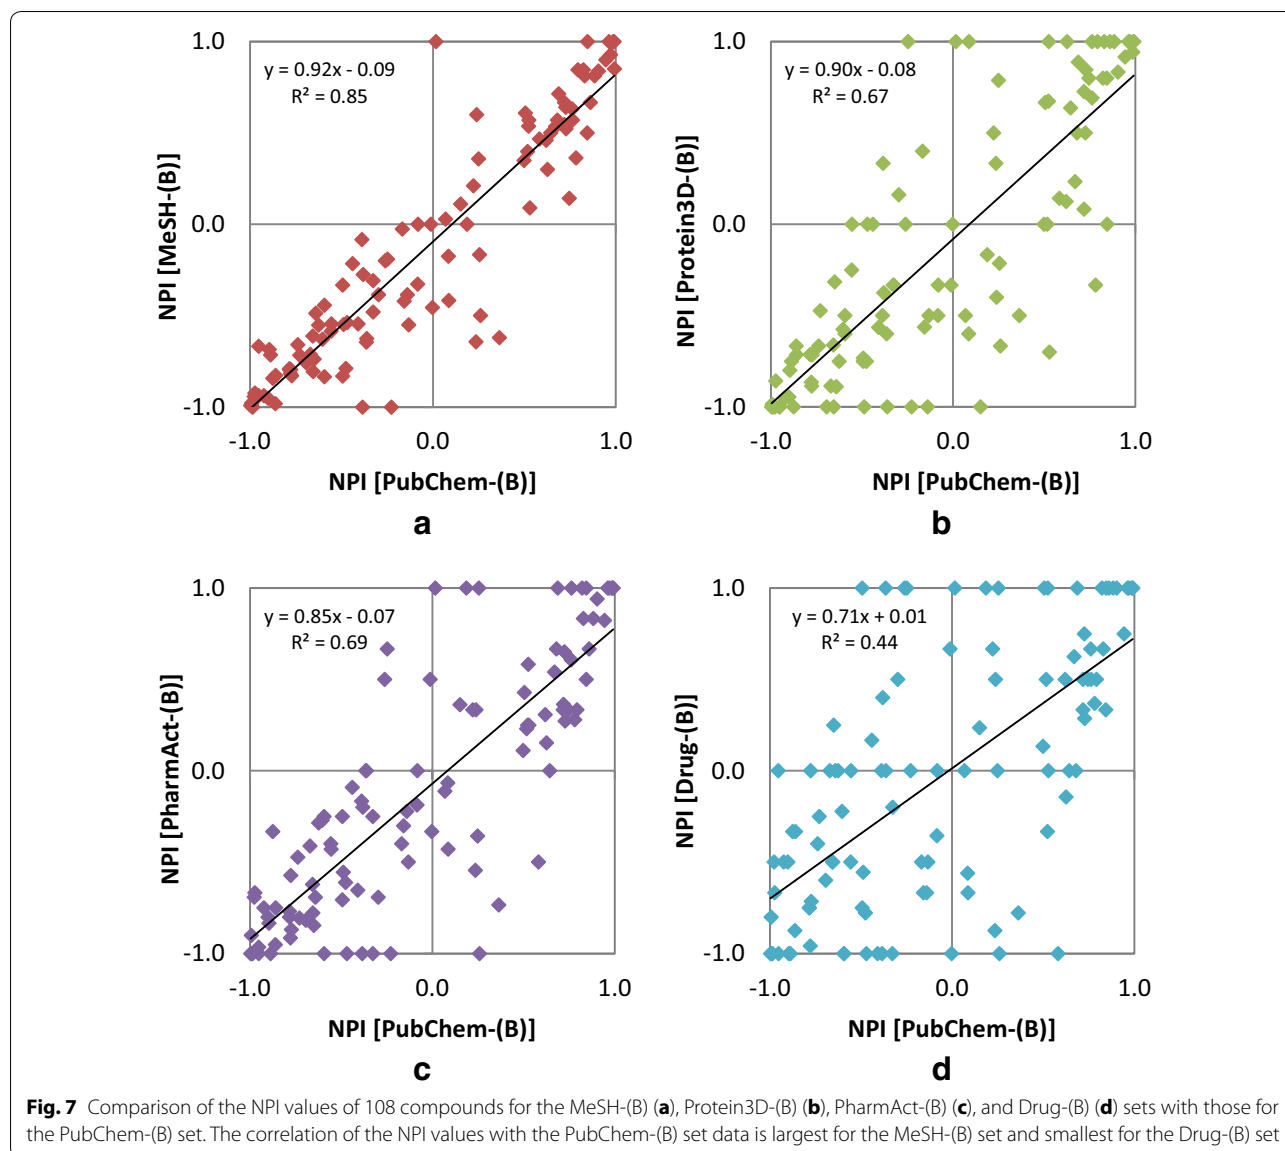 1.0
y = 0.92x - 0.09
R² = 0.85
NPI [MeSH-(B)]
0.0
-1.0
-1.0 0.0 1.0
NPI [PubChem-(B)]
a
1.0
y = 0.90x - 0.08
R² = 0.67
NPI [Protein3D-(B)]
0.0
-1.0
-1.0 0.0 1.0
NPI [PubChem-(B)]
b
1.0
y = 0.85x - 0.07
R² = 0.69
NPI [PharmAct-(B)]
0.0
-1.0
-1.0 0.0 1.0
NPI [PubChem-(B)]
c
1.0
y = 0.71x + 0.01
R² = 0.44
NPI [Drug-(B)]
0.0
-1.0
-1.0 0.0 1.0
NPI [PubChem-(B)]
d
Fig. 7 Comparison of the NPI values of 108 compounds for the MeSH-(B) (a), Protein3D-(B) (b), PharmAct-(B) (c), and Drug-(B) (d) sets with those for
the PubChem-(B) set. The correlation of the NPI values with the PubChem-(B) set data is largest for the MeSH-(B) set and smallest for the Drug-(B) set